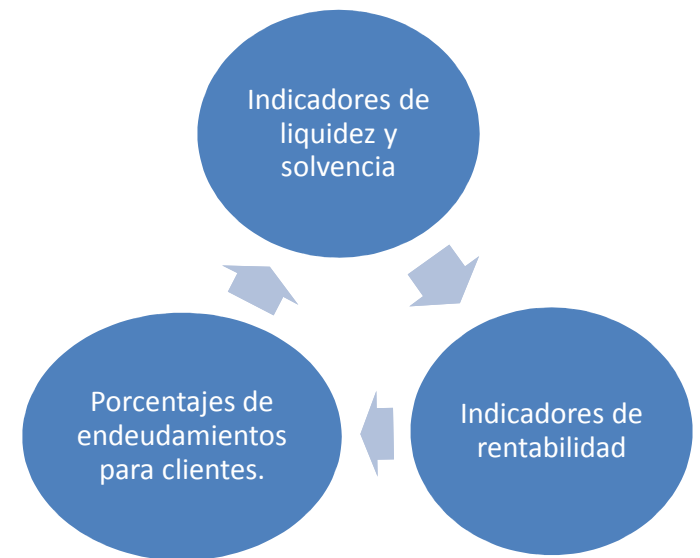 Indicadores de
liquidez y
solvencia
Indicadores de
rentabilidad
Porcentajes de
endeudamientos
para clientes.